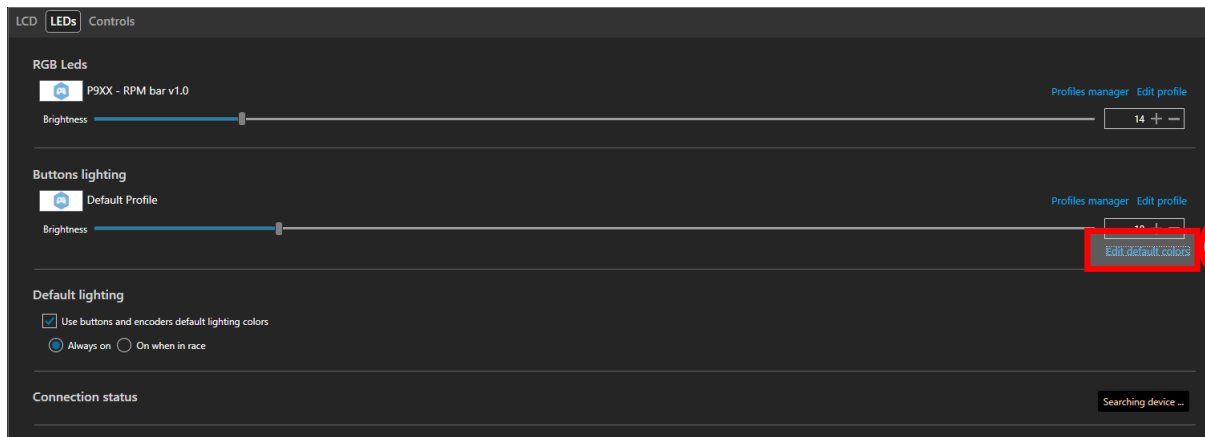 LCD LEDs Controls
RGB Leds
P9XX - RPM bar v1.0
Profiles manager Edit profile
Brightness 14
Buttons lighting
Default Profile
Profiles manager Edit profile
Brightness
Edit default colors
Default lighting
Use buttons and encoders default lighting colors
Always on On when in race
Connection status
Searching device ...